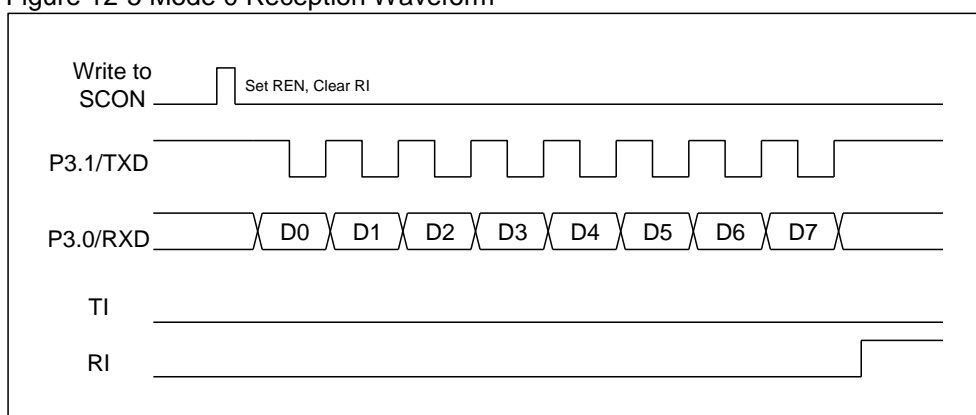 Figure 12-3 Mode 0 Reception Waveform
Write to
SCON
Set REN, Clear RI
P3.1/TXD
P3.0/RXD
D0 D1 D2 D3 D4 D5 D6 D7
TI
RI